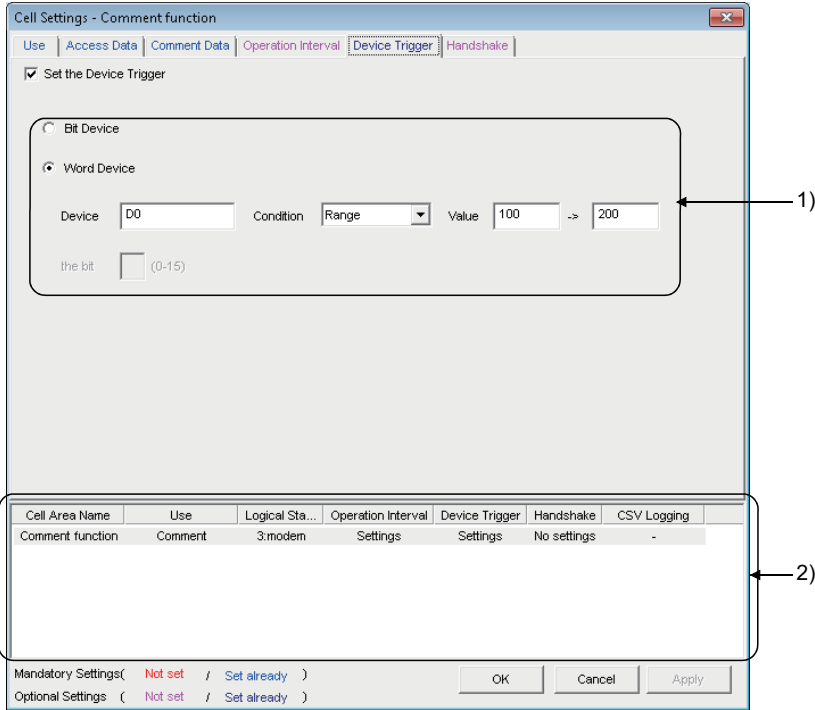 Cell Settings - Comment function
Use Access Data Comment Data Operation Interval Device Trigger Handshake
Set the Device Trigger
Bit Device
Word Device
Device D0 Condition Range Value 100 -> 200
the bit (0-15)
1)
Cell Area Name Use Logical Sta... Operation Interval Device Trigger Handshake CSV Logging
Comment function Comment 3:modem Settings Settings No settings -
2)
Mandatory Settings( Not set / Set already )
Optional Settings ( Not set / Set already )
OK Cancel Apply